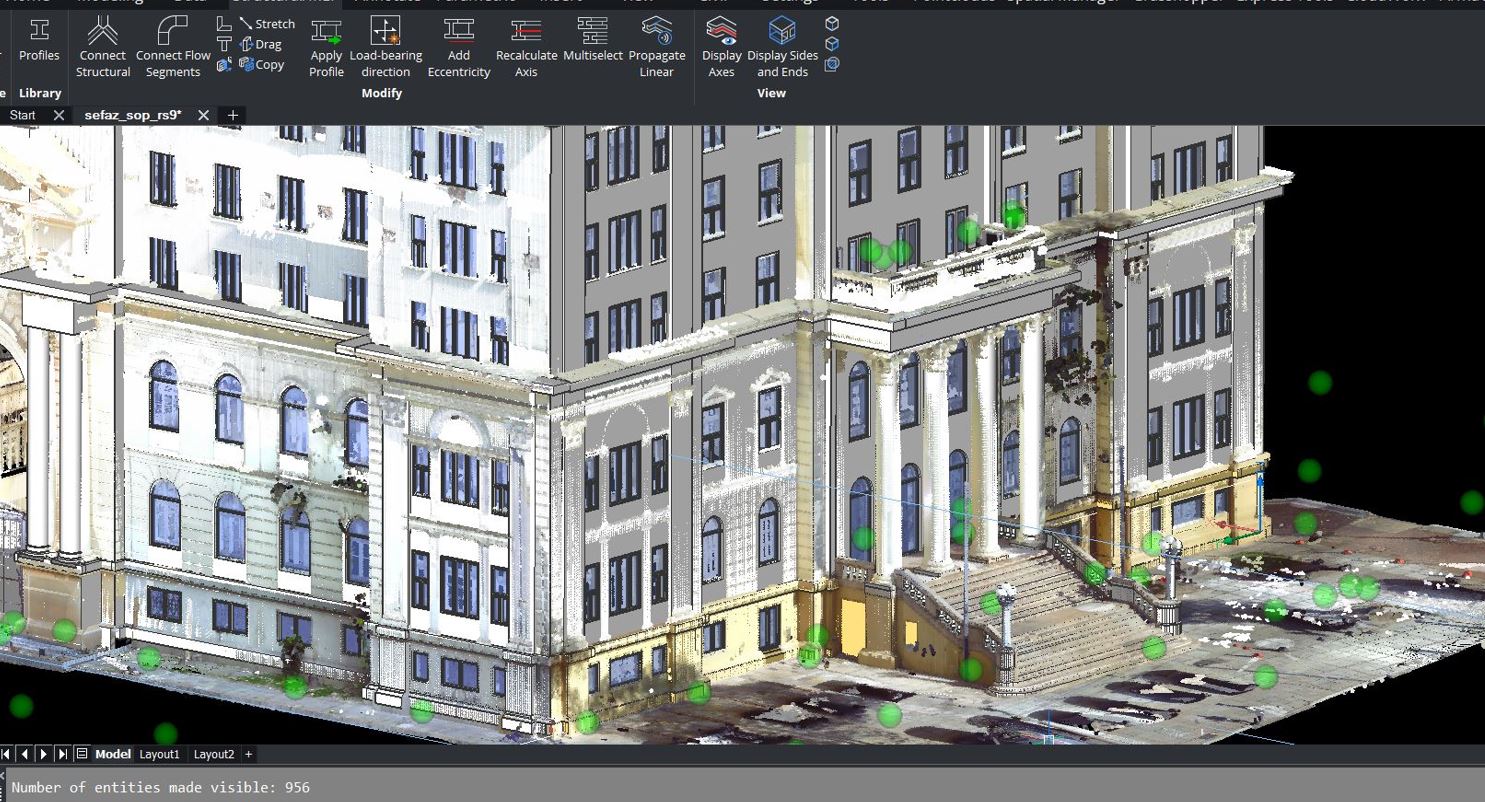 Profiles
Connect Structural
Connect Flow Segments
Stretch
Drag
Copy
Apply Profile
Load-bearing direction
Add Eccentricity
Recalculate Axis
Multiselect
Propagate Linear
Display Axes
Display Sides and Ends
Library
Modify
View
Start
sefaz_sop_rs9*
+
Model
Layout1
Layout2
+
Number of entities made visible: 956